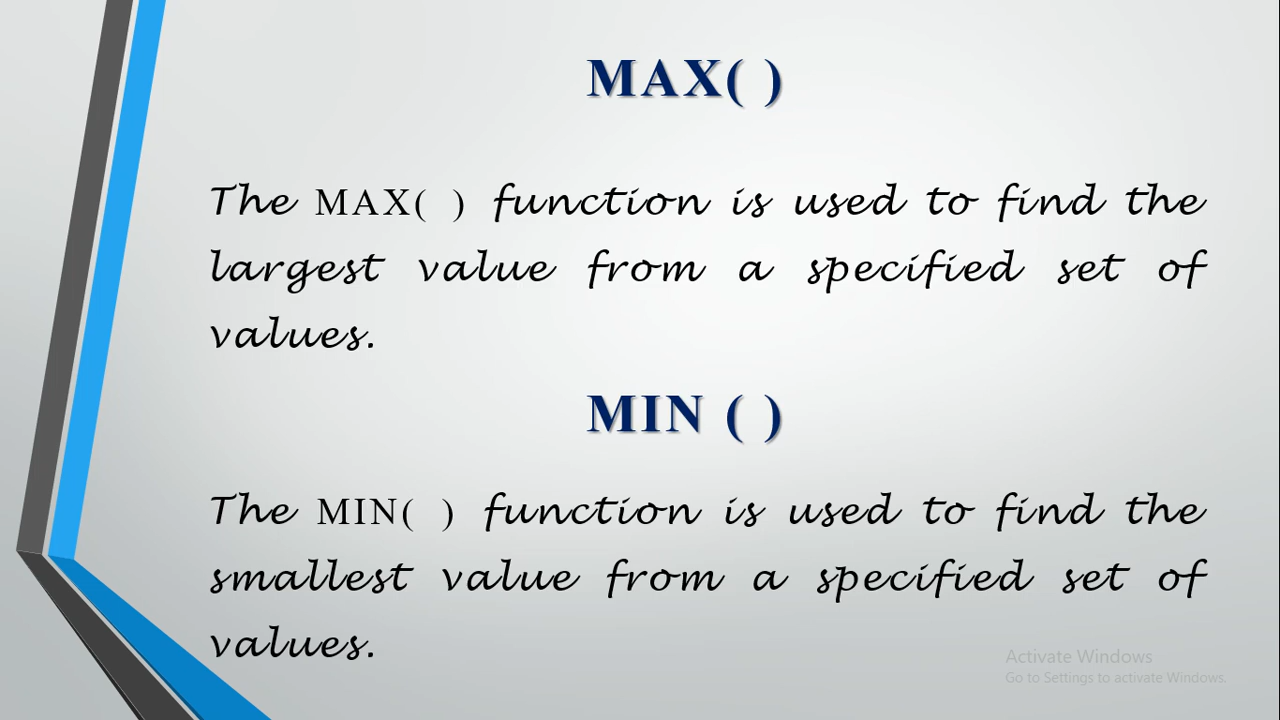 MAX( )
The MAX( ) function is used to find the
largest value from a specified set of
values.
MIN ( )
The MIN( ) function is used to find the
smallest value from a specified set of
values.
Activate Windows
Go to Settings to activate Windows.